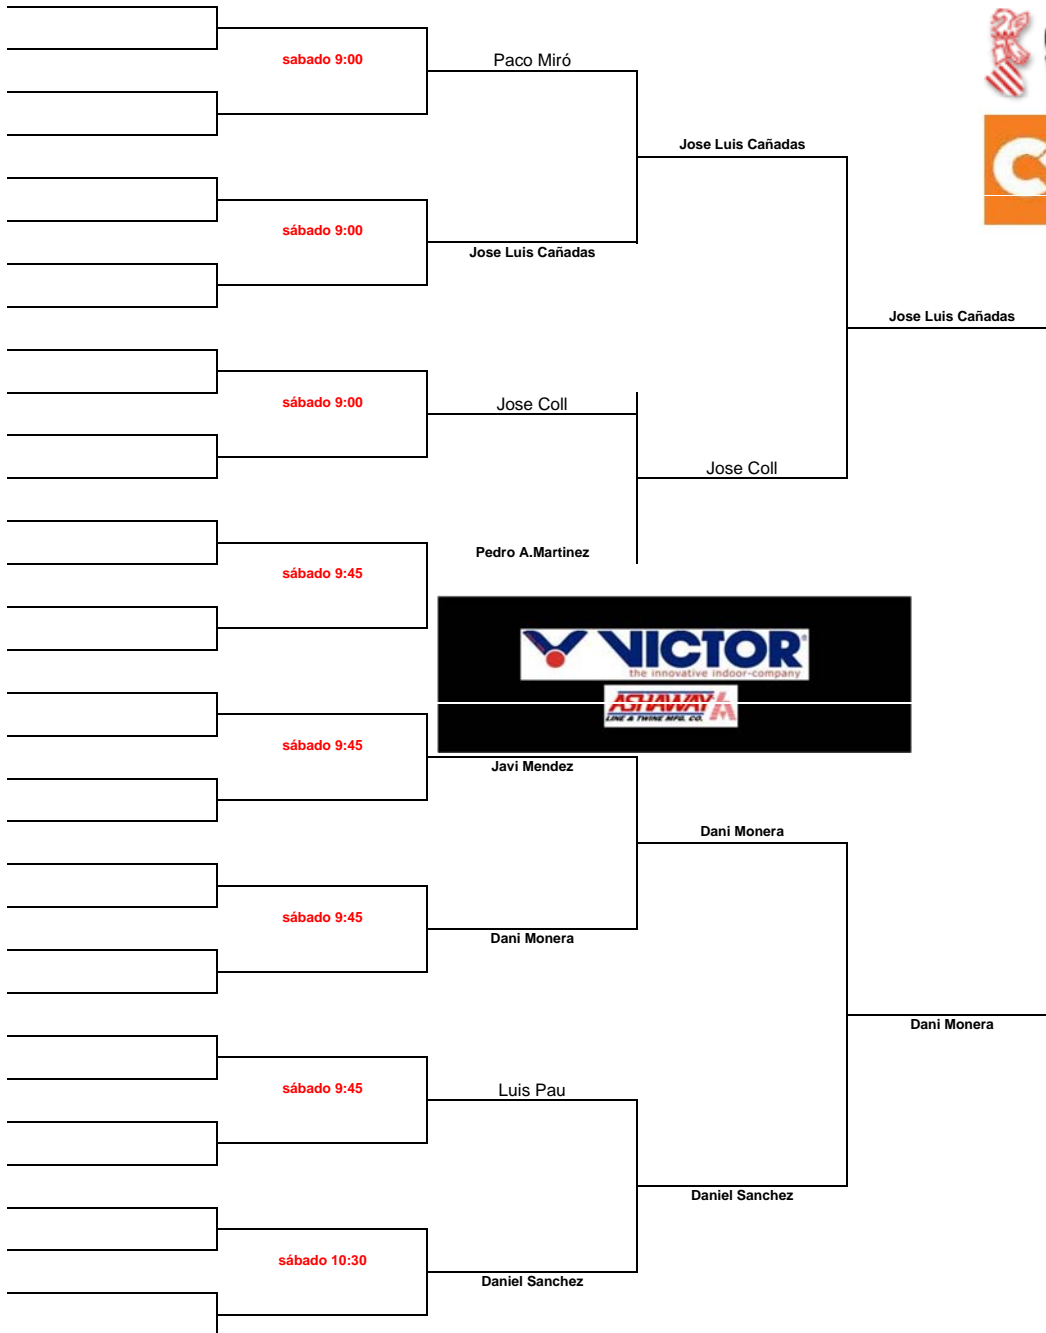 sabado 9:00
Paco Miró
Jose Luis Cañadas
sábado 9:00
Jose Luis Cañadas
Jose Luis Cañadas
sábado 9:00
Jose Coll
Jose Coll
Pedro A.Martinez
sábado 9:45
VICTOR
the innovative indoor-company
ASHAWAY
LINE & TWINE MFG. CO.
sábado 9:45
Javi Mendez
Dani Monera
sábado 9:45
Dani Monera
Dani Monera
sábado 9:45
Luis Pau
Daniel Sanchez
sábado 10:30
Daniel Sanchez